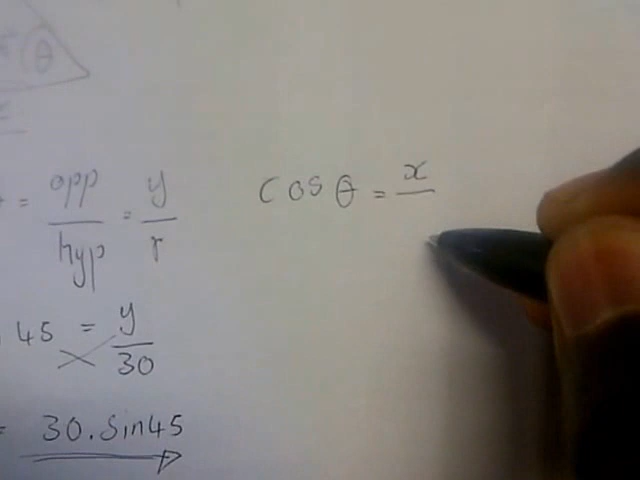 θ
= opp/hyp = y/r
cos θ = x/
45 = y/30
= 30.sin45